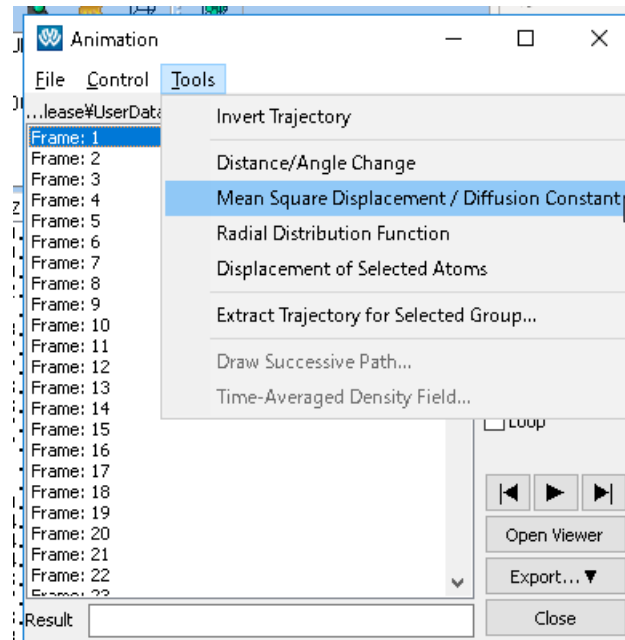 Animation
File Control Tools
...lease¥UserData
Invert Trajectory
Distance/Angle Change
Mean Square Displacement / Diffusion Constant
Radial Distribution Function
Displacement of Selected Atoms
Extract Trajectory for Selected Group...
Draw Successive Path...
Time-Averaged Density Field...
Frame: 1
Frame: 2
Frame: 3
Frame: 4
Frame: 5
Frame: 6
Frame: 7
Frame: 8
Frame: 9
Frame: 10
Frame: 11
Frame: 12
Frame: 13
Frame: 14
Frame: 15
Frame: 16
Frame: 17
Frame: 18
Frame: 19
Frame: 20
Frame: 21
Frame: 22
Frame: 23
Loop
Open Viewer
Export...▼
Close
Result